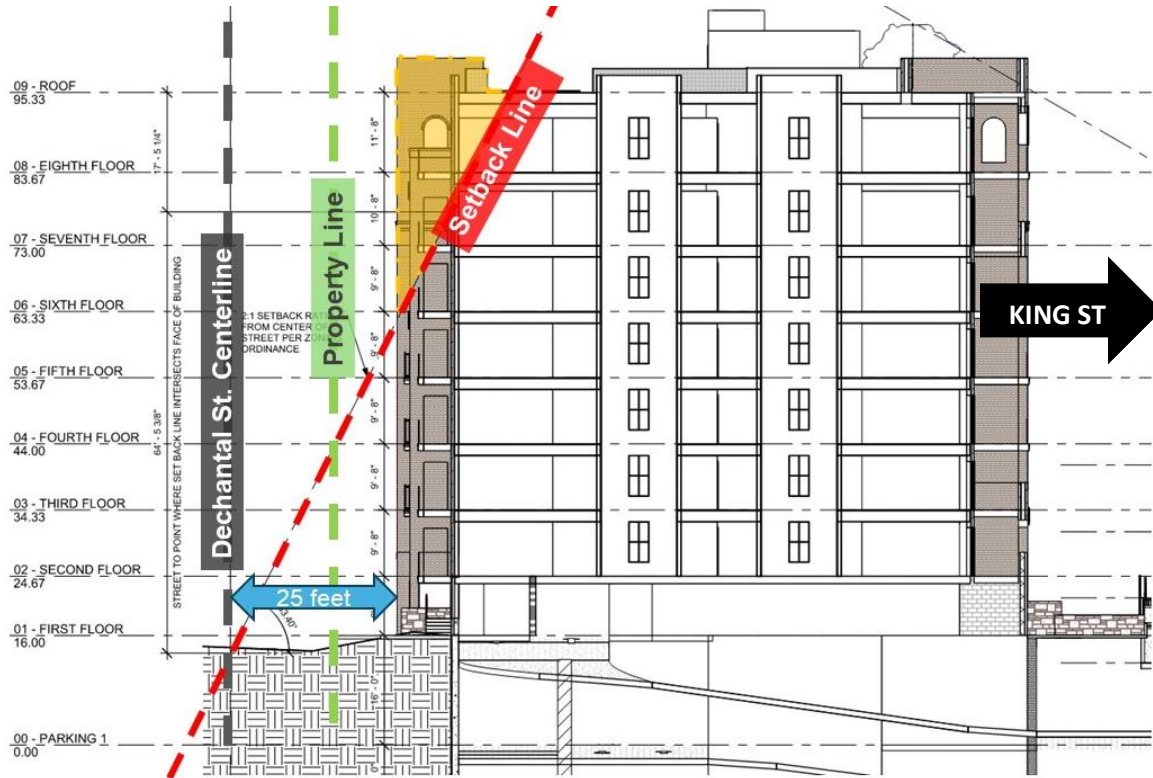 09 - ROOF
95.33
08 - EIGHTH FLOOR
83.67
07 - SEVENTH FLOOR
73.00
06 - SIXTH FLOOR
63.33
05 - FIFTH FLOOR
53.67
04 - FOURTH FLOOR
44.00
03 - THIRD FLOOR
34.33
02 - SECOND FLOOR
24.67
01 - FIRST FLOOR
16.00
00 - PARKING 1
0.00
17' - 5 1/4"
64' - 5 3/8"
STREET TO POINT WHERE SET BACK LINE INTERSECTS FACE OF BUILDING
Dechantal St. Centerline
Property Line
2:1 SETBACK
FROM CENTER
STREET PER
ORDINANCE
Setback Line
11' - 8"
10' - 8"
9' - 8"
9' - 8"
9' - 8"
9' - 8"
9' - 8"
16' - 0"
25 feet
KING ST